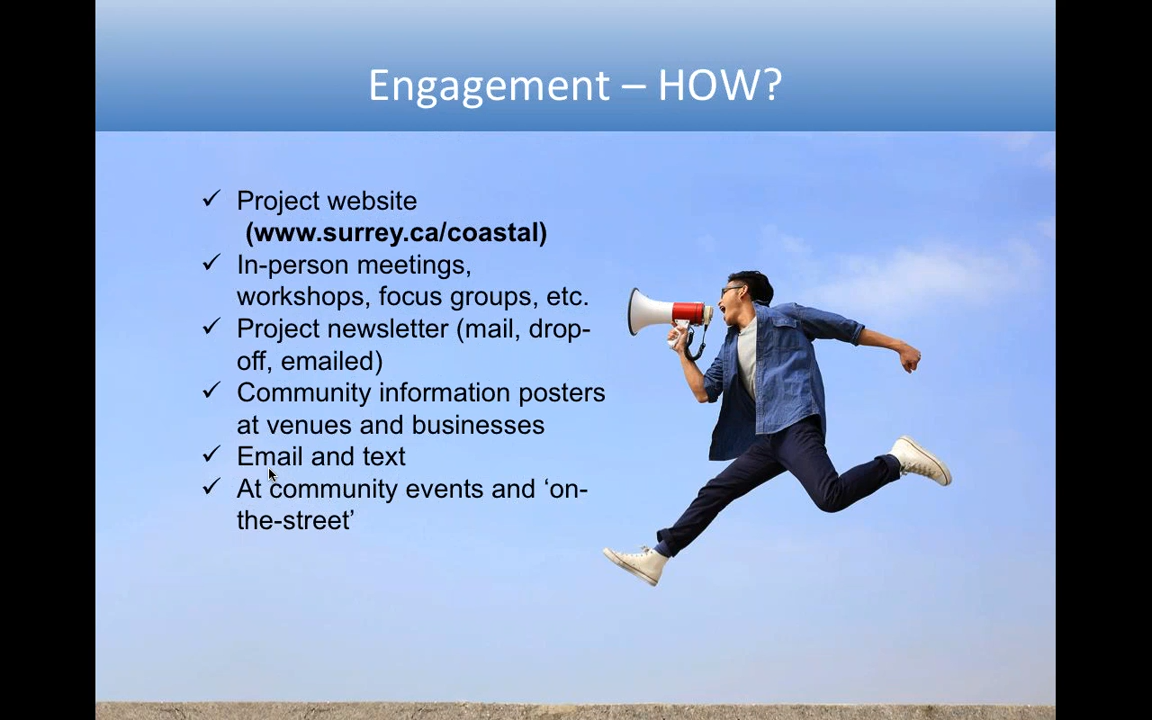 Engagement – HOW?
✓ Project website
(www.surrey.ca/coastal)
✓ In-person meetings,
workshops, focus groups, etc.
✓ Project newsletter (mail, drop-
off, emailed)
✓ Community information posters
at venues and businesses
✓ Email and text
✓ At community events and ‘on-
the-street’